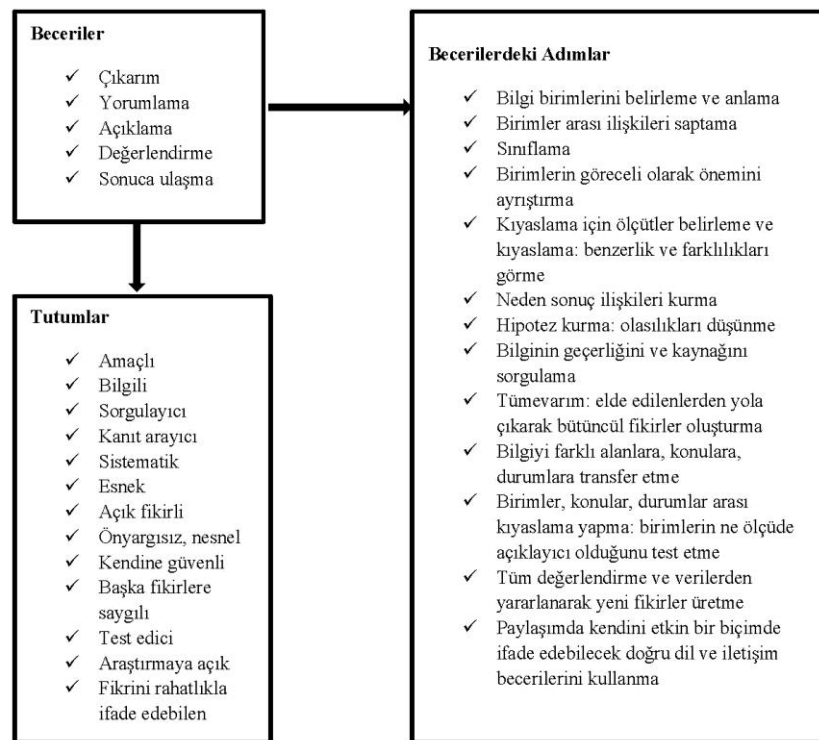 Beceriler
✓ Çıkarım
✓ Yorumlama
✓ Açıklama
✓ Değerlendirme
✓ Sonuca ulaşma
Tutumlar
✓ Amaçlı
✓ Bilgili
✓ Sorgulayıcı
✓ Kanıt arayıcı
✓ Sistematik
✓ Esnek
✓ Açık fikirli
✓ Önyargısız, nesnel
✓ Kendine güvenli
✓ Başka fikirlere
saygılı
✓ Test edici
✓ Araştırmaya açık
✓ Fikrini rahatlıkla
ifade edebilen
Becerilerdeki Adımlar
✓ Bilgi birimlerini belirleme ve anlama
✓ Birimler arası ilişkileri saptama
✓ Sınıflama
✓ Birimlerin göreceli olarak önemini
ayrıştırma
✓ Kıyaslama için ölçütler belirleme ve
kıyaslama: benzerlik ve farklılıkları
görme
✓ Neden sonuç ilişkileri kurma
✓ Hipotez kurma: olasılıkları düşünme
✓ Bilginin geçerliğini ve kaynağını
sorgulama
✓ Tümevarım: elde edilenlerden yola
çıkarak bütüncül fikirler oluşturma
✓ Bilgiyi farklı alanlara, konulara,
durumlara transfer etme
✓ Birimler, konular, durumlar arası
kıyaslama yapma: birimlerin ne ölçüde
açıklayıcı olduğunu test etme
✓ Tüm değerlendirme ve verilerden
yararlanarak yeni fikirler üretme
✓ Paylaşımda kendini etkin bir biçimde
ifade edebilecek doğru dil ve iletişim
becerilerini kullanma